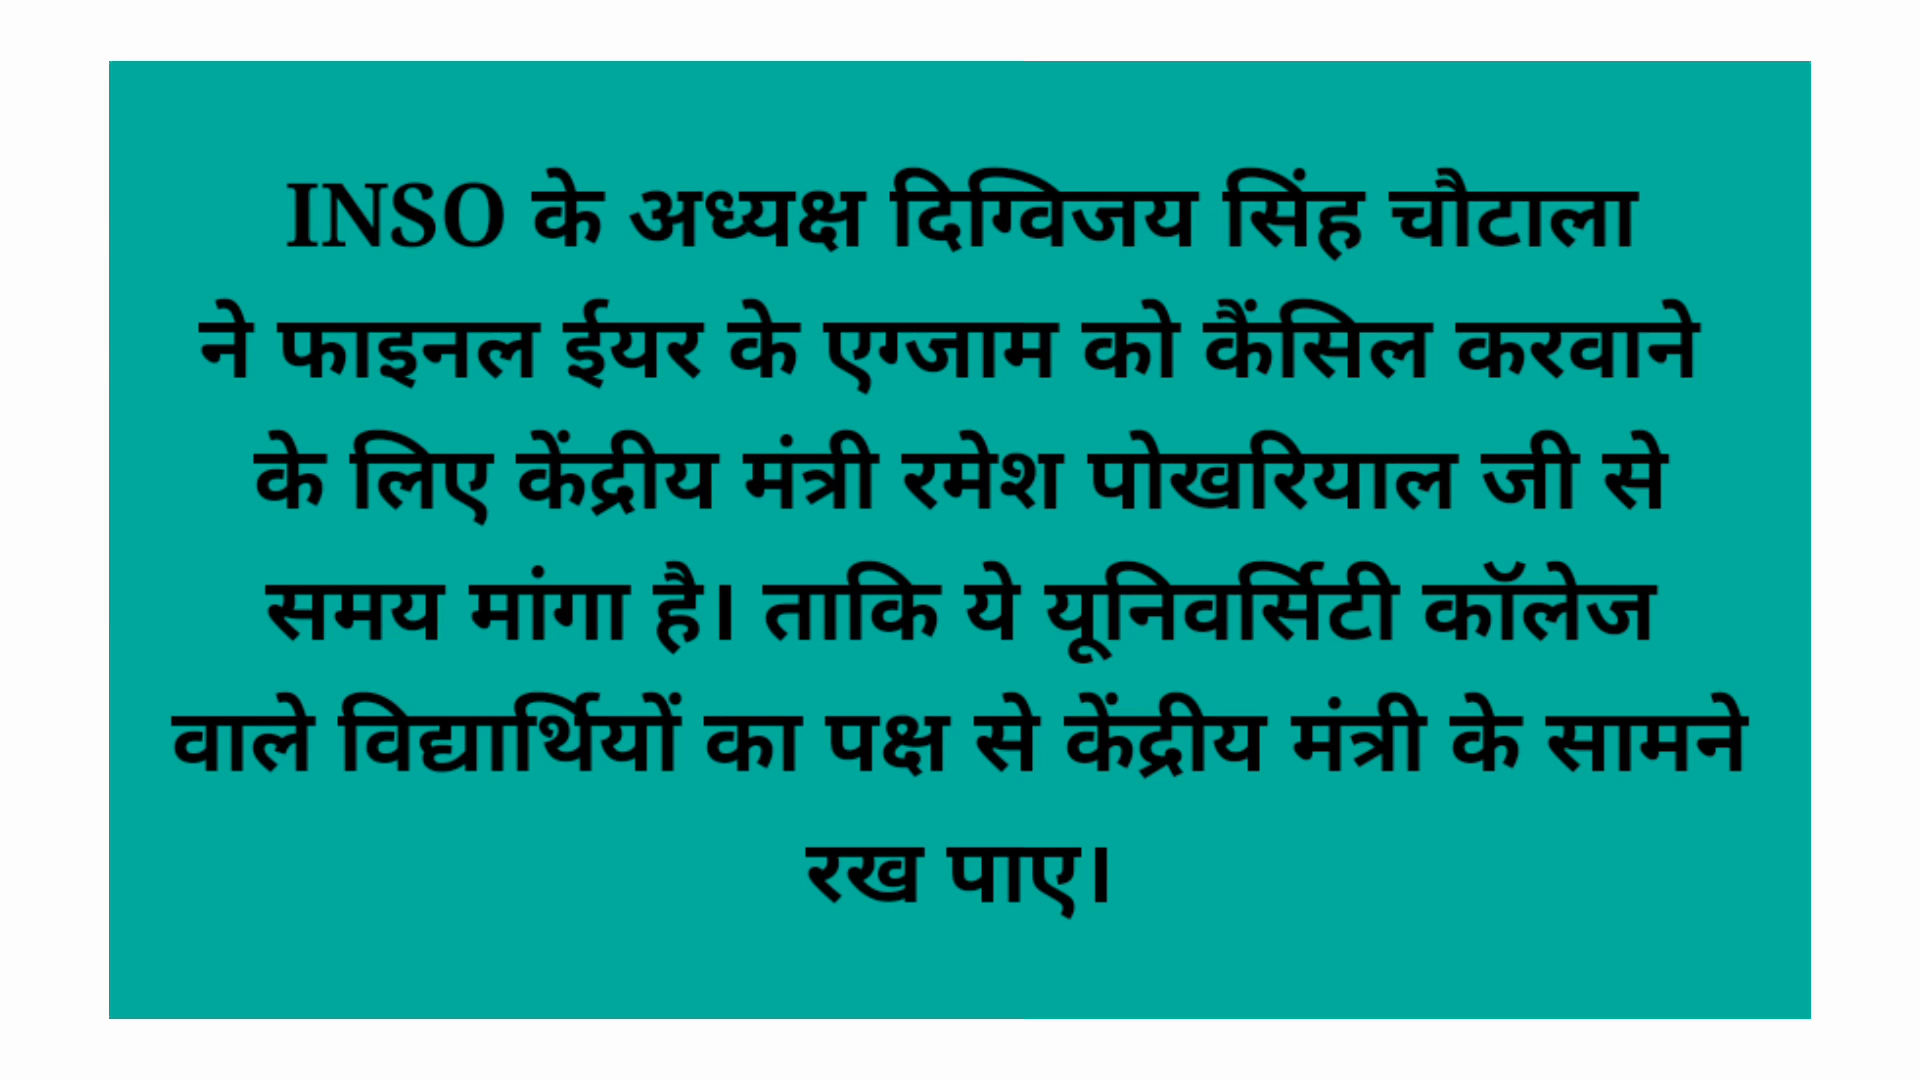 INSO के अध्यक्ष दिग्विजय सिंह चौटाला
ने फाइनल ईयर के एग्जाम को कैंसिल करवाने
के लिए केंद्रीय मंत्री रमेश पोखरियाल जी से
समय मांगा है। ताकि ये यूनिवर्सिटी कॉलेज
वाले विद्यार्थियों का पक्ष से केंद्रीय मंत्री के सामने
रख पाए।